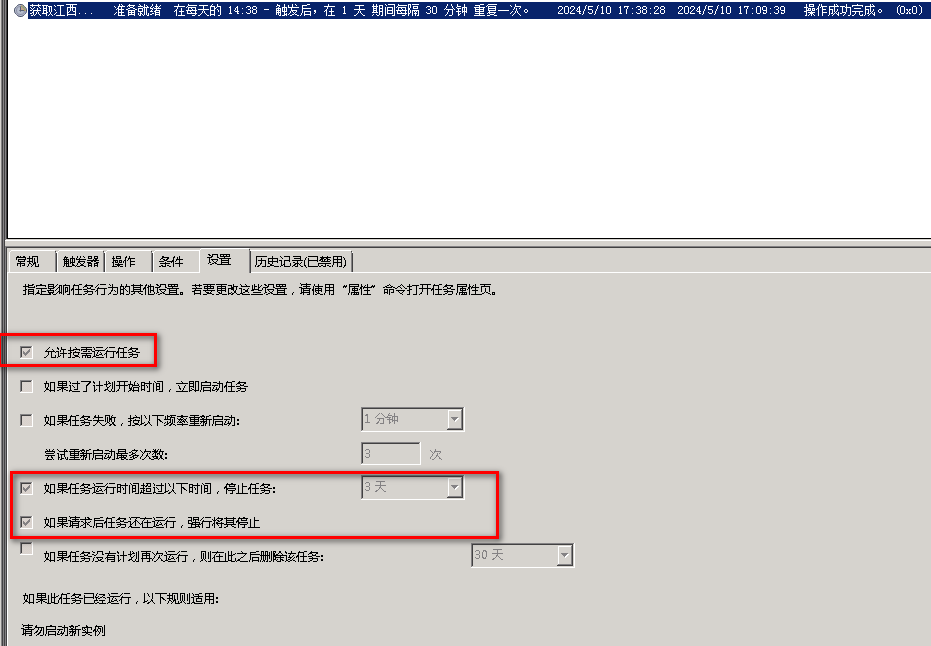 获取江西... 准备就绪 在每天的 14:38 - 触发后，在 1 天 期间每隔 30 分钟 重复一次。 2024/5/10 17:38:28 2024/5/10 17:09:39 操作成功完成。 (0x0)
常规 触发器 操作 条件 设置 历史记录(已禁用)
指定影响任务行为的其他设置。若要更改这些设置，请使用“属性”命令打开任务属性页。
允许按需运行任务
如果过了计划开始时间，立即启动任务
如果任务失败，按以下频率重新启动: 1 分钟
尝试重新启动最多次数: 3 次
如果任务运行时间超过以下时间，停止任务: 3 天
如果请求后任务还在运行，强行将其停止
如果任务没有计划再次运行，则在此之后删除该任务: 30 天
如果此任务已经运行，以下规则适用:
请勿启动新实例